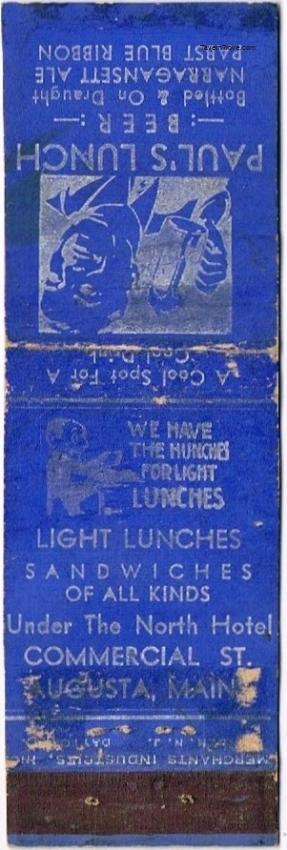 PAUL'S LUNCH
-: BEER :-
Bottled & On Draught
NARRAGANSETT ALE
PABST BLUE RIBBON
A Cool Spot For A
Cool Drink
WE HAVE
THE HUNCHES
FOR LIGHT
LUNCHES
LIGHT LUNCHES
SANDWICHES
OF ALL KINDS
Under The North Hotel
COMMERCIAL ST.
AUGUSTA, MAINE
MERCHANTS INDUSTRIES, INC.
N. J.